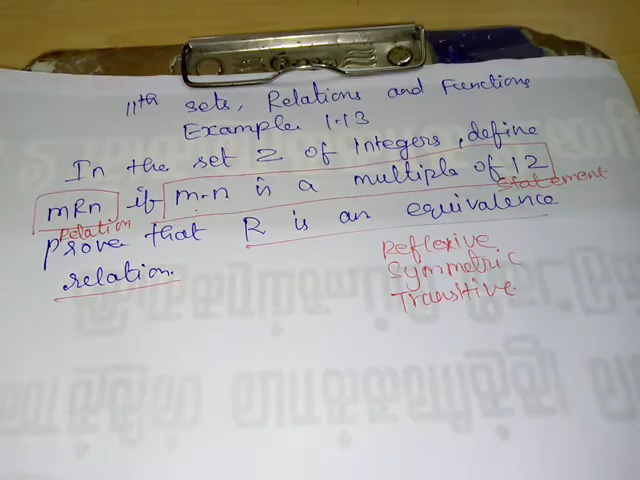 11th sets, Relations and Functions
Example 1.13
In the set Z of Integers, define
mRn if m-n is a multiple of 12
Relation
Statement
prove that R is an equivalence
relation.
Reflexive
Symmetric
Transitive